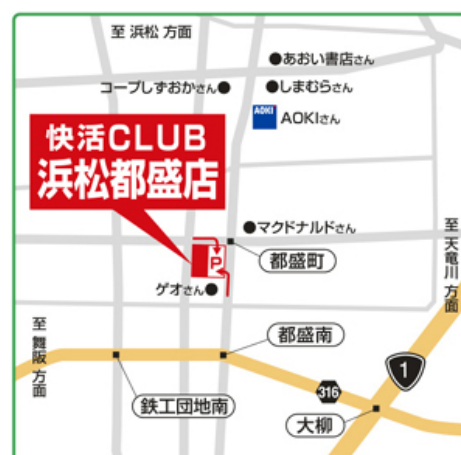 至 浜松 方面
あおい書店さん
コープしずおかさん
しまむらさん
AOKI
AOKIさん
快活CLUB
浜松都盛店
マクドナルドさん
至 天竜川 方面
都盛町
P
ゲオさん
至 舞阪 方面
都盛南
1
316
鉄工団地南
大柳